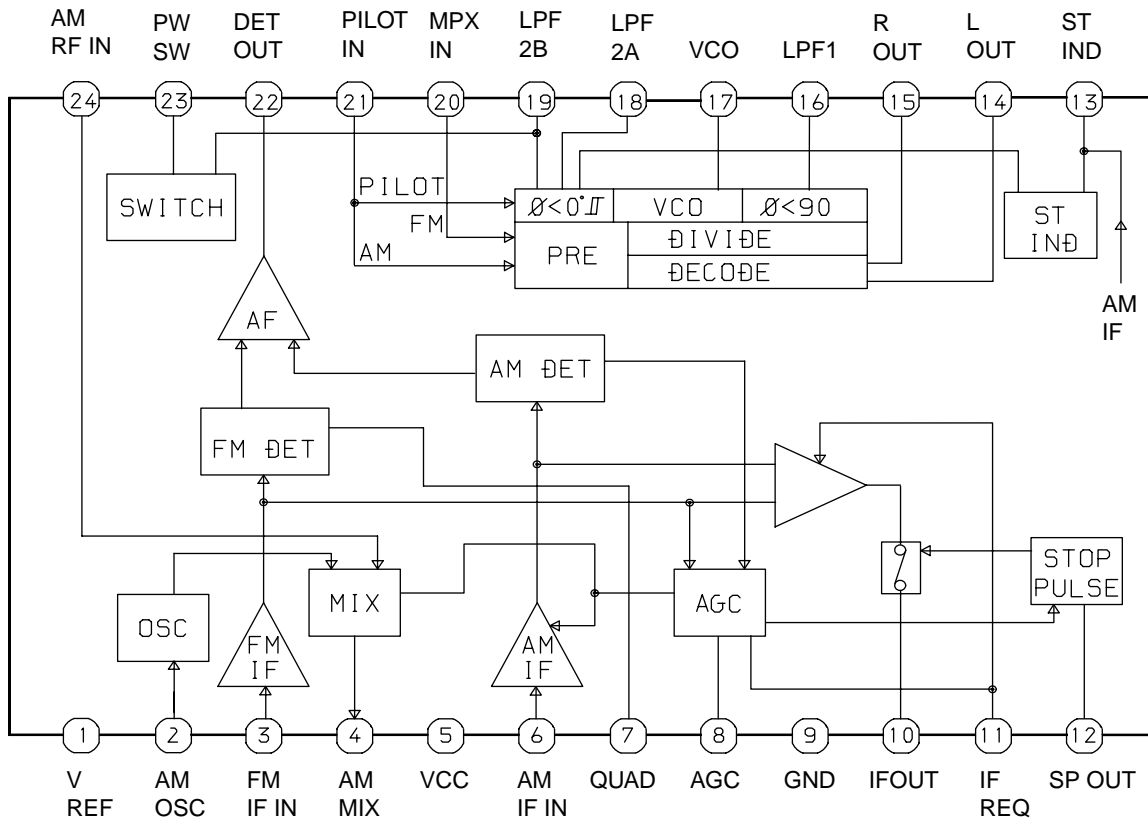 AM
RF IN
PW
SW
DET
OUT
PILOT
IN
MPX
IN
LPF
2B
LPF
2A
VCO
LPF1
R
OUT
L
OUT
ST
IND
24
23
22
21
20
19
18
17
16
15
14
13
SWITCH
PILOT
FM
AM
Ø<0°II
VCO
Ø<90
PRE
DIVIDE
DECODE
ST
IND
AM
IF
AF
AM DET
FM DET
OSC
FM
IF
MIX
AM
IF
AGC
STOP
PULSE
1
2
3
4
5
6
7
8
9
10
11
12
V
REF
AM
OSC
FM
IF IN
AM
MIX
VCC
AM
IF IN
QUAD
AGC
GND
IFOUT
IF
REQ
SP OUT